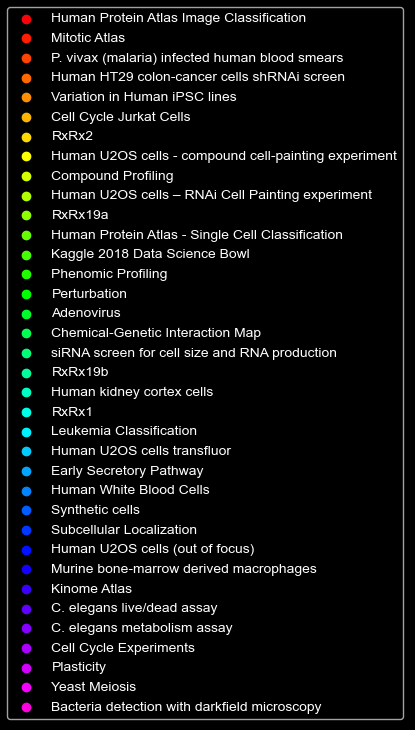 Human Protein Atlas Image Classification
Mitotic Atlas
P. vivax (malaria) infected human blood smears
Human HT29 colon-cancer cells shRNAi screen
Variation in Human iPSC lines
Cell Cycle Jurkat Cells
RxRx2
Human U2OS cells - compound cell-painting experiment
Compound Profiling
Human U2OS cells – RNAi Cell Painting experiment
RxRx19a
Human Protein Atlas - Single Cell Classification
Kaggle 2018 Data Science Bowl
Phenomic Profiling
Perturbation
Adenovirus
Chemical-Genetic Interaction Map
siRNA screen for cell size and RNA production
RxRx19b
Human kidney cortex cells
RxRx1
Leukemia Classification
Human U2OS cells transfluor
Early Secretory Pathway
Human White Blood Cells
Synthetic cells
Subcellular Localization
Human U2OS cells (out of focus)
Murine bone-marrow derived macrophages
Kinome Atlas
C. elegans live/dead assay
C. elegans metabolism assay
Cell Cycle Experiments
Plasticity
Yeast Meiosis
Bacteria detection with darkfield microscopy